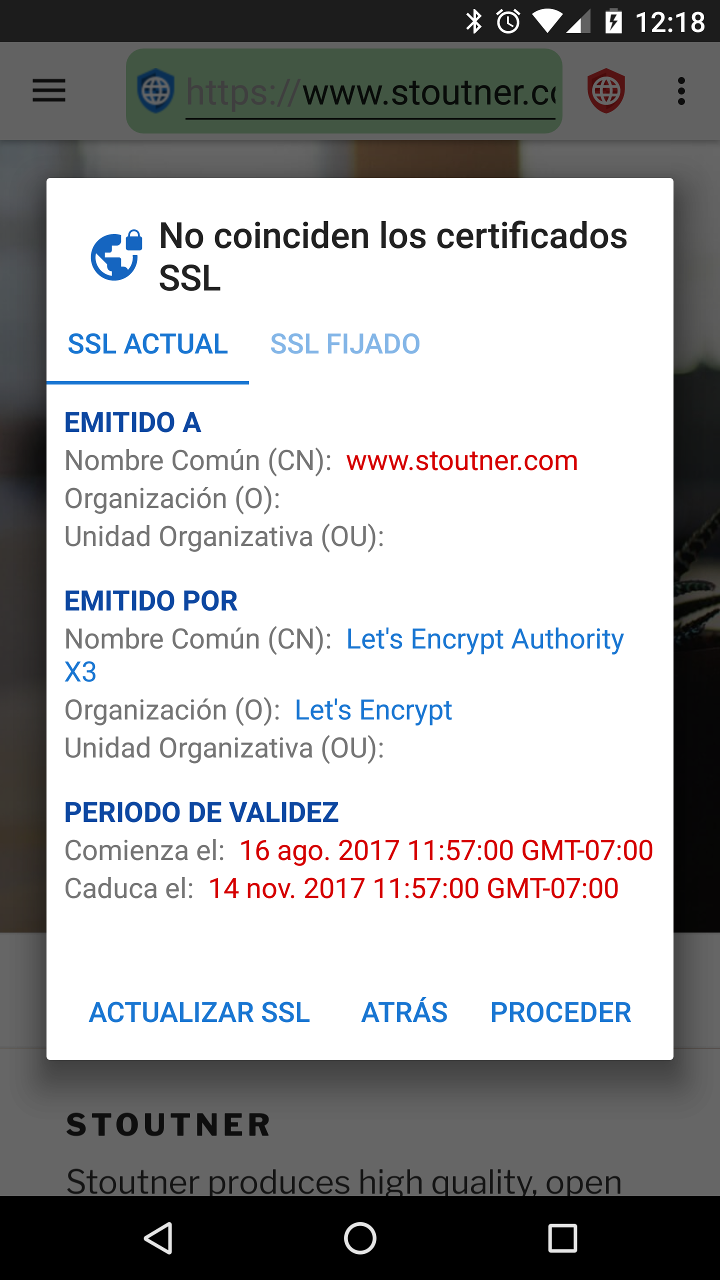 12:18
https://www.stoutner.co
No coinciden los certificados
SSL
SSL ACTUAL
SSL FIJADO
EMITIDO A
Nombre Común (CN): www.stoutner.com
Organización (O):
Unidad Organizativa (OU):
EMITIDO POR
Nombre Común (CN): Let's Encrypt Authority
X3
Organización (O): Let's Encrypt
Unidad Organizativa (OU):
PERIODO DE VALIDEZ
Comienza el: 16 ago. 2017 11:57:00 GMT-07:00
Caduca el: 14 nov. 2017 11:57:00 GMT-07:00
ACTUALIZAR SSL
ATRÁS
PROCEDER
STOUTNER
Stoutner produces high quality, open